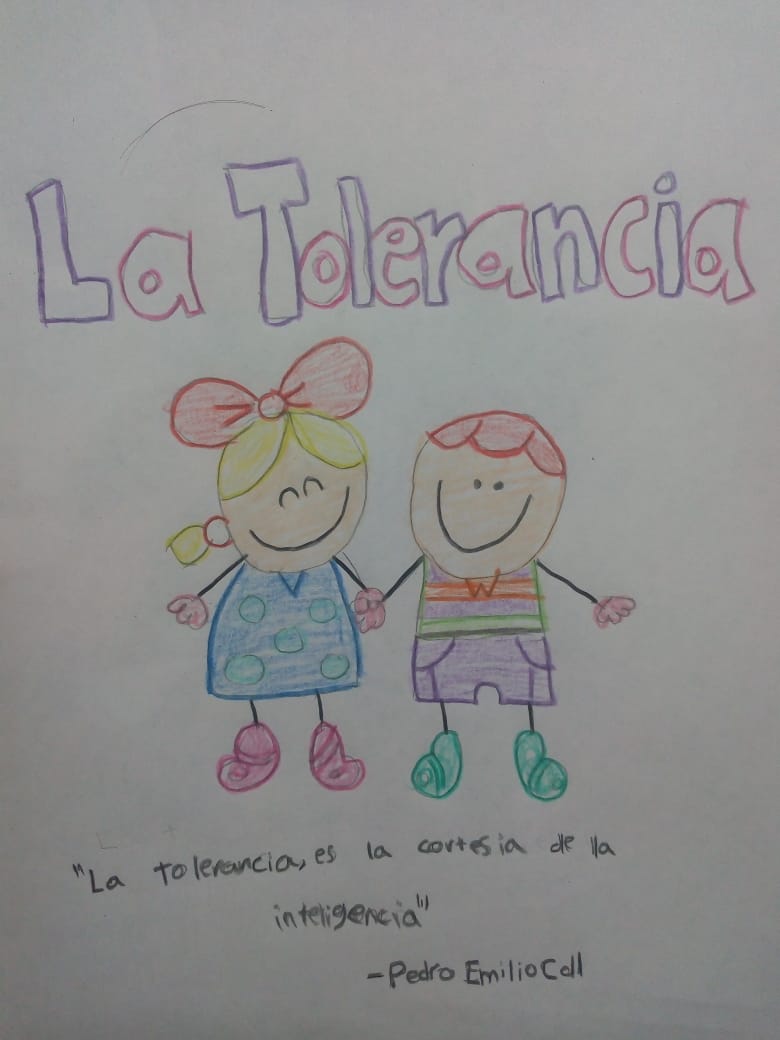 La Tolerancia
"La tolerancia, es la cortesia de la
inteligencia"
- Pedro Emilio Coll